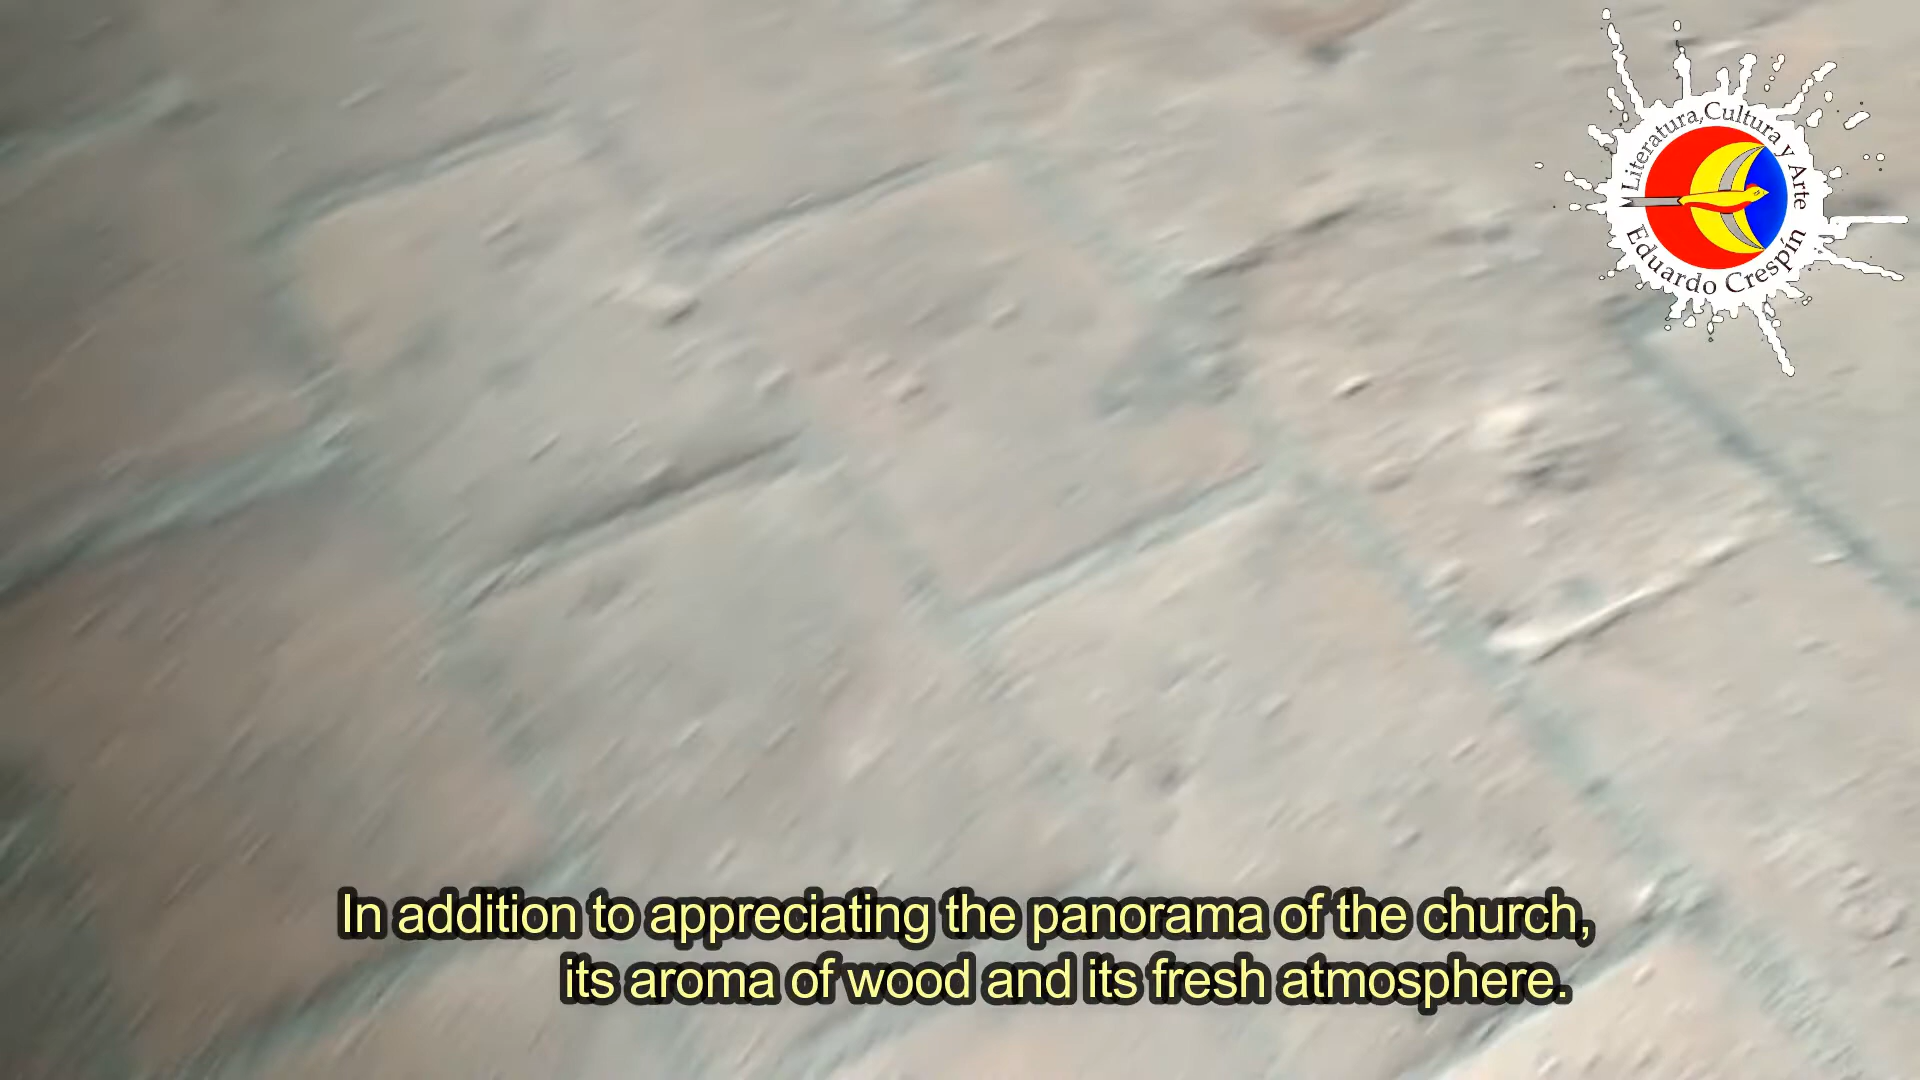 Literatura,Cultura y Arte
Eduardo Crespín
In addition to appreciating the panorama of the church,
its aroma of wood and its fresh atmosphere.